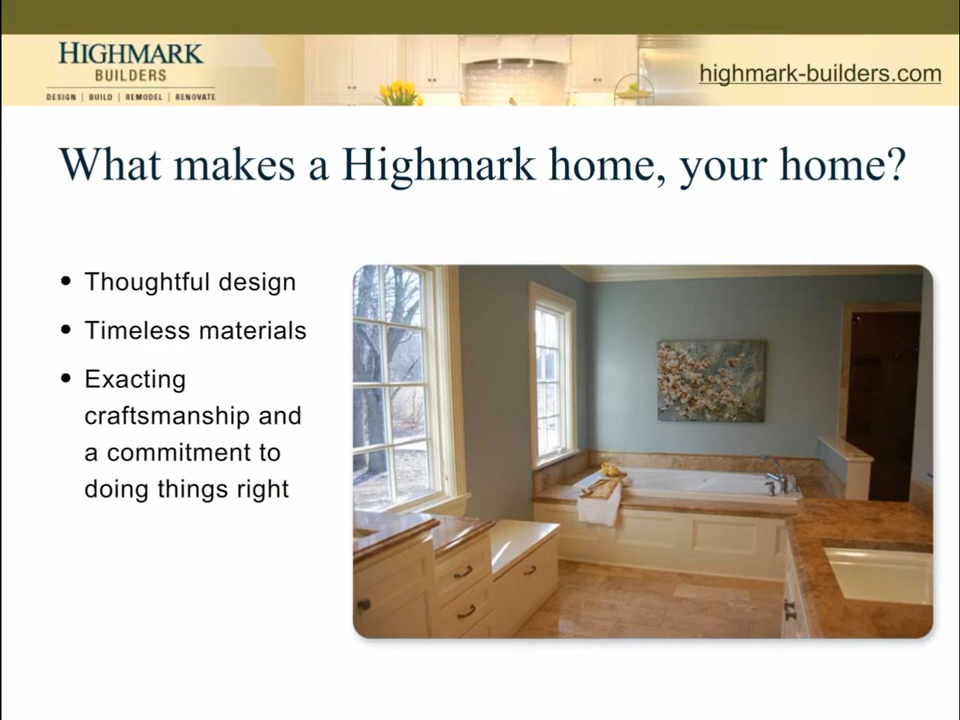 HIGHMARK
BUILDERS
DESIGN | BUILD | REMODEL | RENOVATE
highmark-builders.com
What makes a Highmark home, your home?
• Thoughtful design
• Timeless materials
• Exacting
craftsmanship and
a commitment to
doing things right